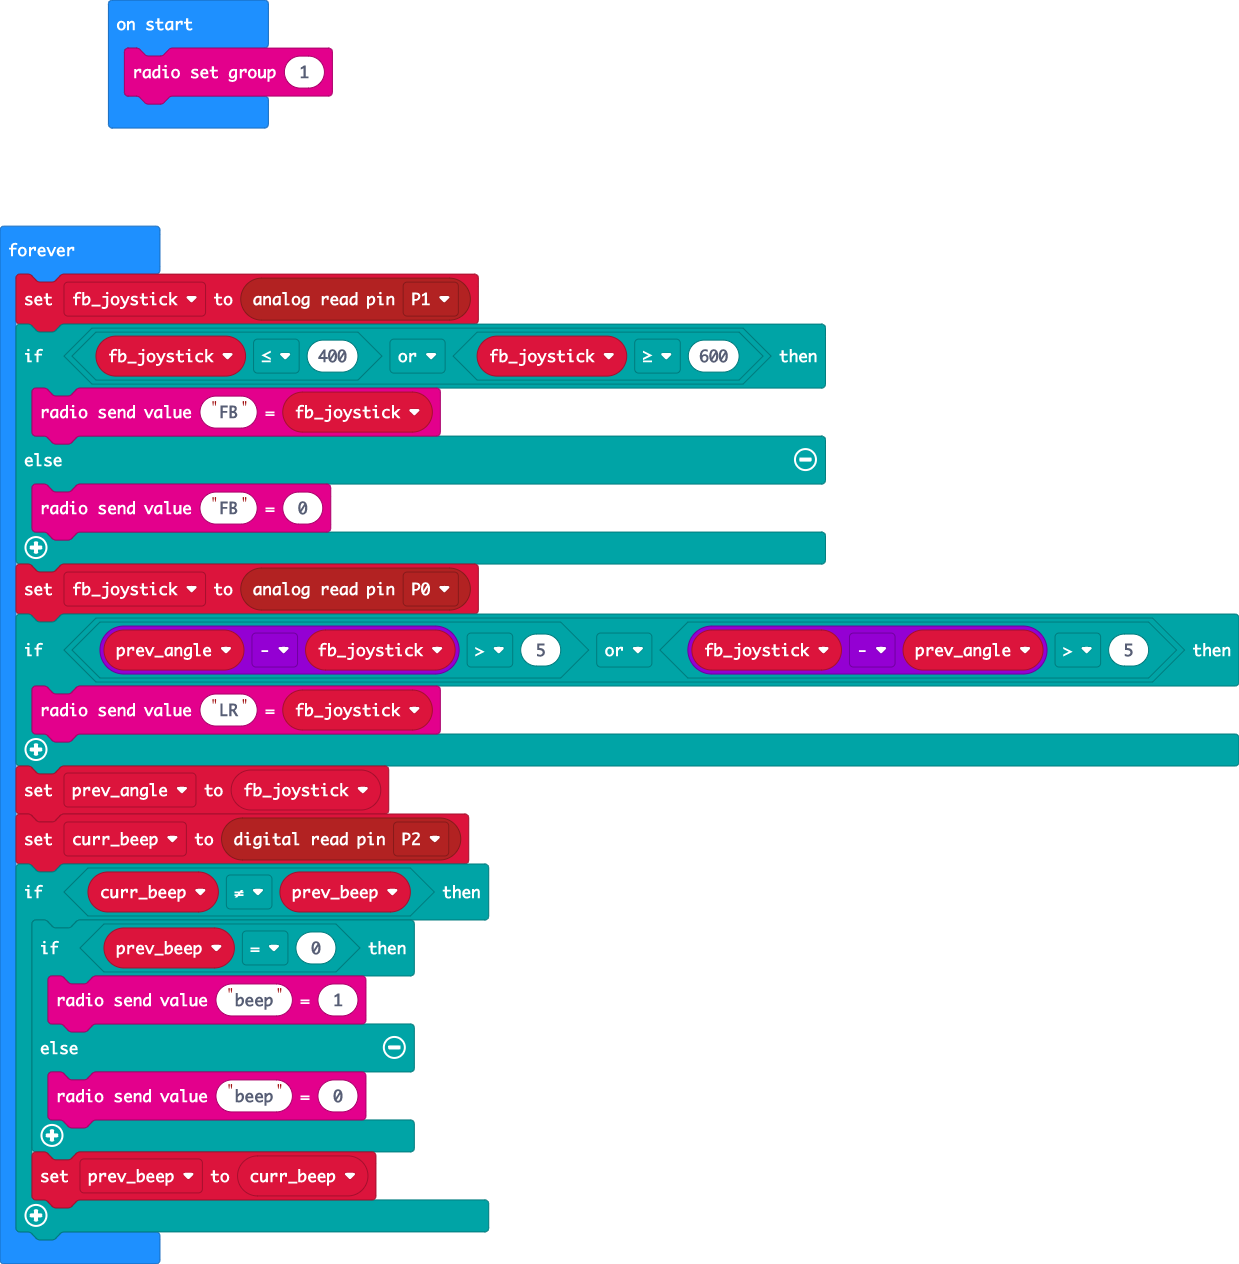 on start
radio set group 1
forever
set fb_joystick to analog read pin P1
if fb_joystick ≤ 400 or fb_joystick ≥ 600 then
radio send value "FB" = fb_joystick
else
radio send value "FB" = 0
set fb_joystick to analog read pin P0
if prev_angle - fb_joystick > 5 or fb_joystick - prev_angle > 5 then
radio send value "LR" = fb_joystick
set prev_angle to fb_joystick
set curr_beep to digital read pin P2
if curr_beep ≠ prev_beep then
if prev_beep = 0 then
radio send value "beep" = 1
else
radio send value "beep" = 0
set prev_beep to curr_beep